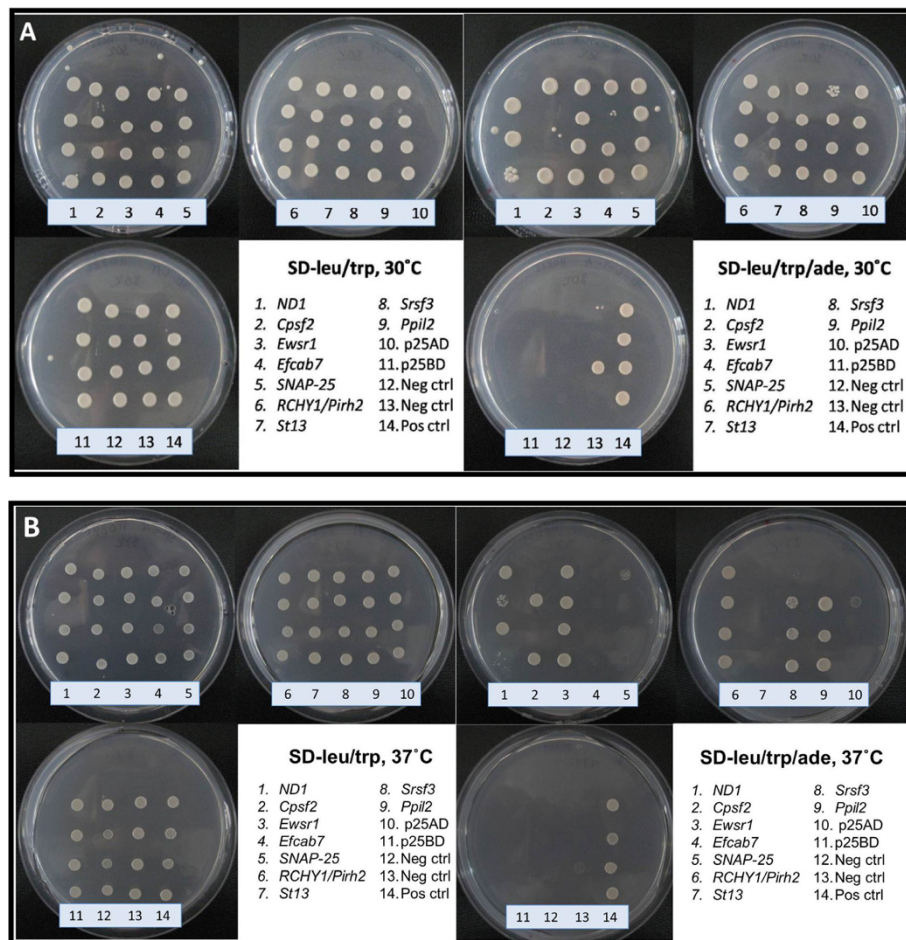 A
1 2 3 4 5
6 7 8 9 10
1 2 3 4 5
6 7 8 9 10
11 12 13 14
SD-leu/trp, 30˚C
1. ND1
2. Cpsf2
3. Ewsr1
4. Efcab7
5. SNAP-25
6. RCHY1/Pirh2
7. St13
8. Srsf3
9. Ppil2
10. p25AD
11. p25BD
12. Neg ctrl
13. Neg ctrl
14. Pos ctrl
11 12 13 14
SD-leu/trp/ade, 30˚C
1. ND1
2. Cpsf2
3. Ewsr1
4. Efcab7
5. SNAP-25
6. RCHY1/Pirh2
7. St13
8. Srsf3
9. Ppil2
10. p25AD
11. p25BD
12. Neg ctrl
13. Neg ctrl
14. Pos ctrl
B
1 2 3 4 5
6 7 8 9 10
1 2 3 4 5
6 7 8 9 10
11 12 13 14
SD-leu/trp, 37˚C
1. ND1
2. Cpsf2
3. Ewsr1
4. Efcab7
5. SNAP-25
6. RCHY1/Pirh2
7. St13
8. Srsf3
9. Ppil2
10. p25AD
11. p25BD
12. Neg ctrl
13. Neg ctrl
14. Pos ctrl
11 12 13 14
SD-leu/trp/ade, 37˚C
1. ND1
2. Cpsf2
3. Ewsr1
4. Efcab7
5. SNAP-25
6. RCHY1/Pirh2
7. St13
8. Srsf3
9. Ppil2
10. p25AD
11. p25BD
12. Neg ctrl
13. Neg ctrl
14. Pos ctrl